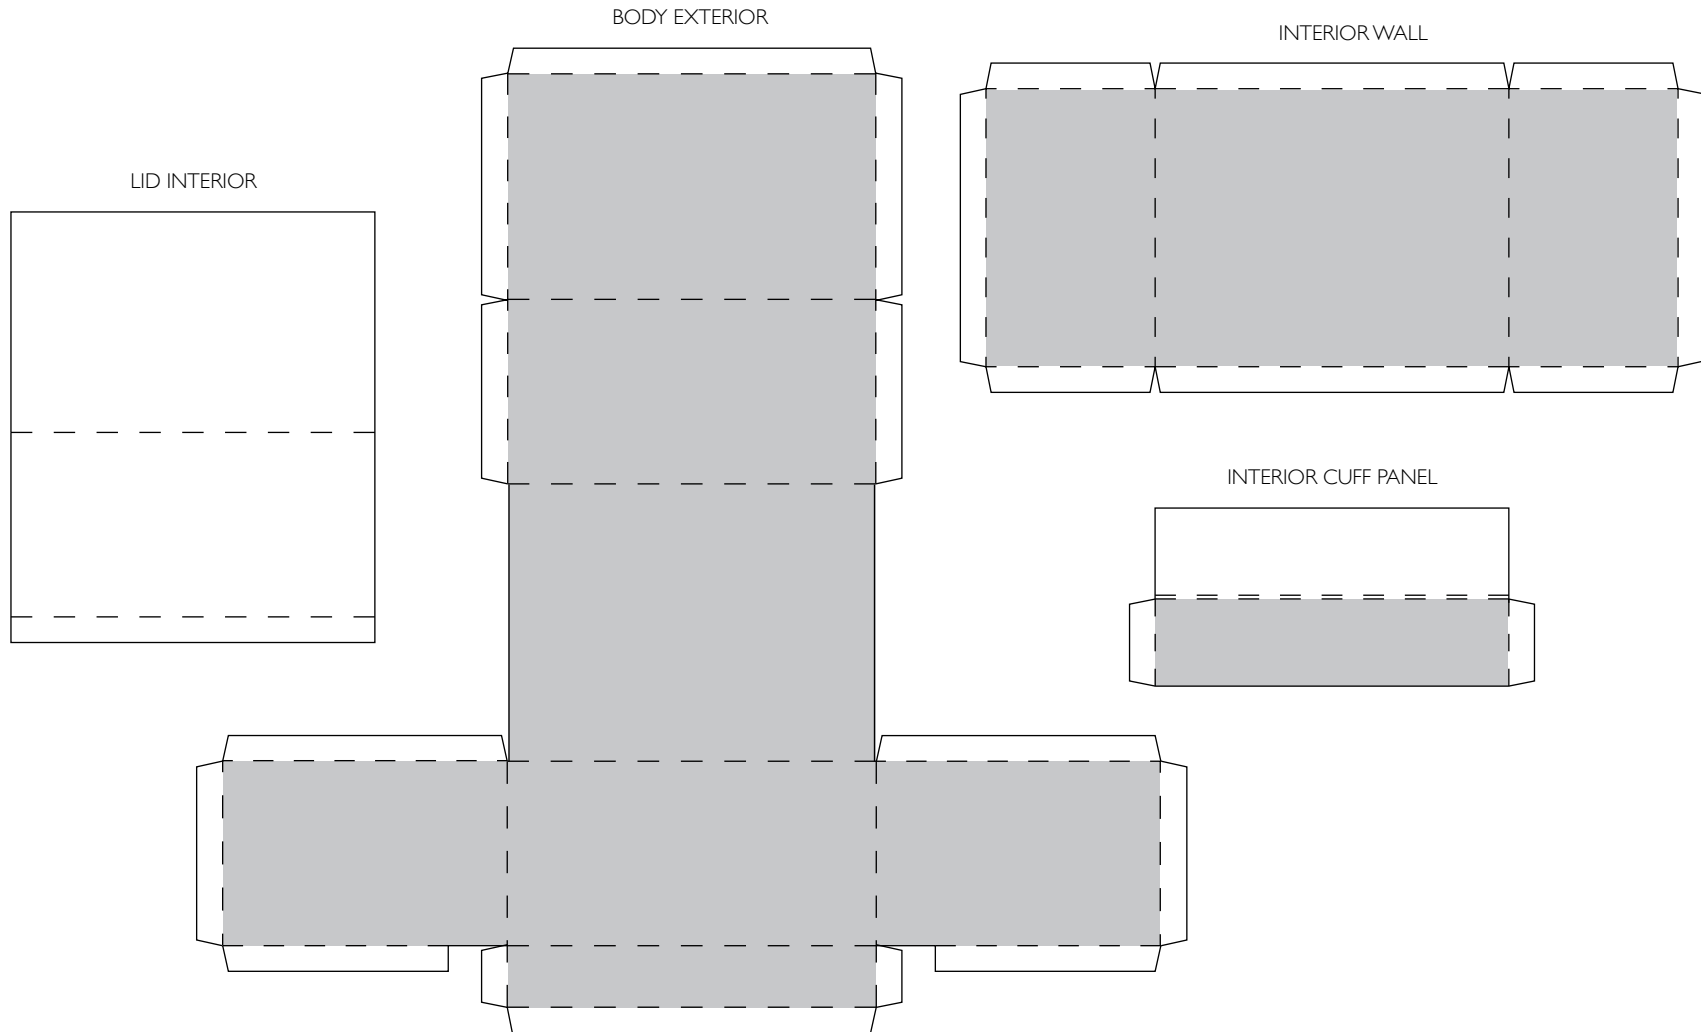 BODY EXTERIOR
INTERIOR WALL
LID INTERIOR
INTERIOR CUFF PANEL